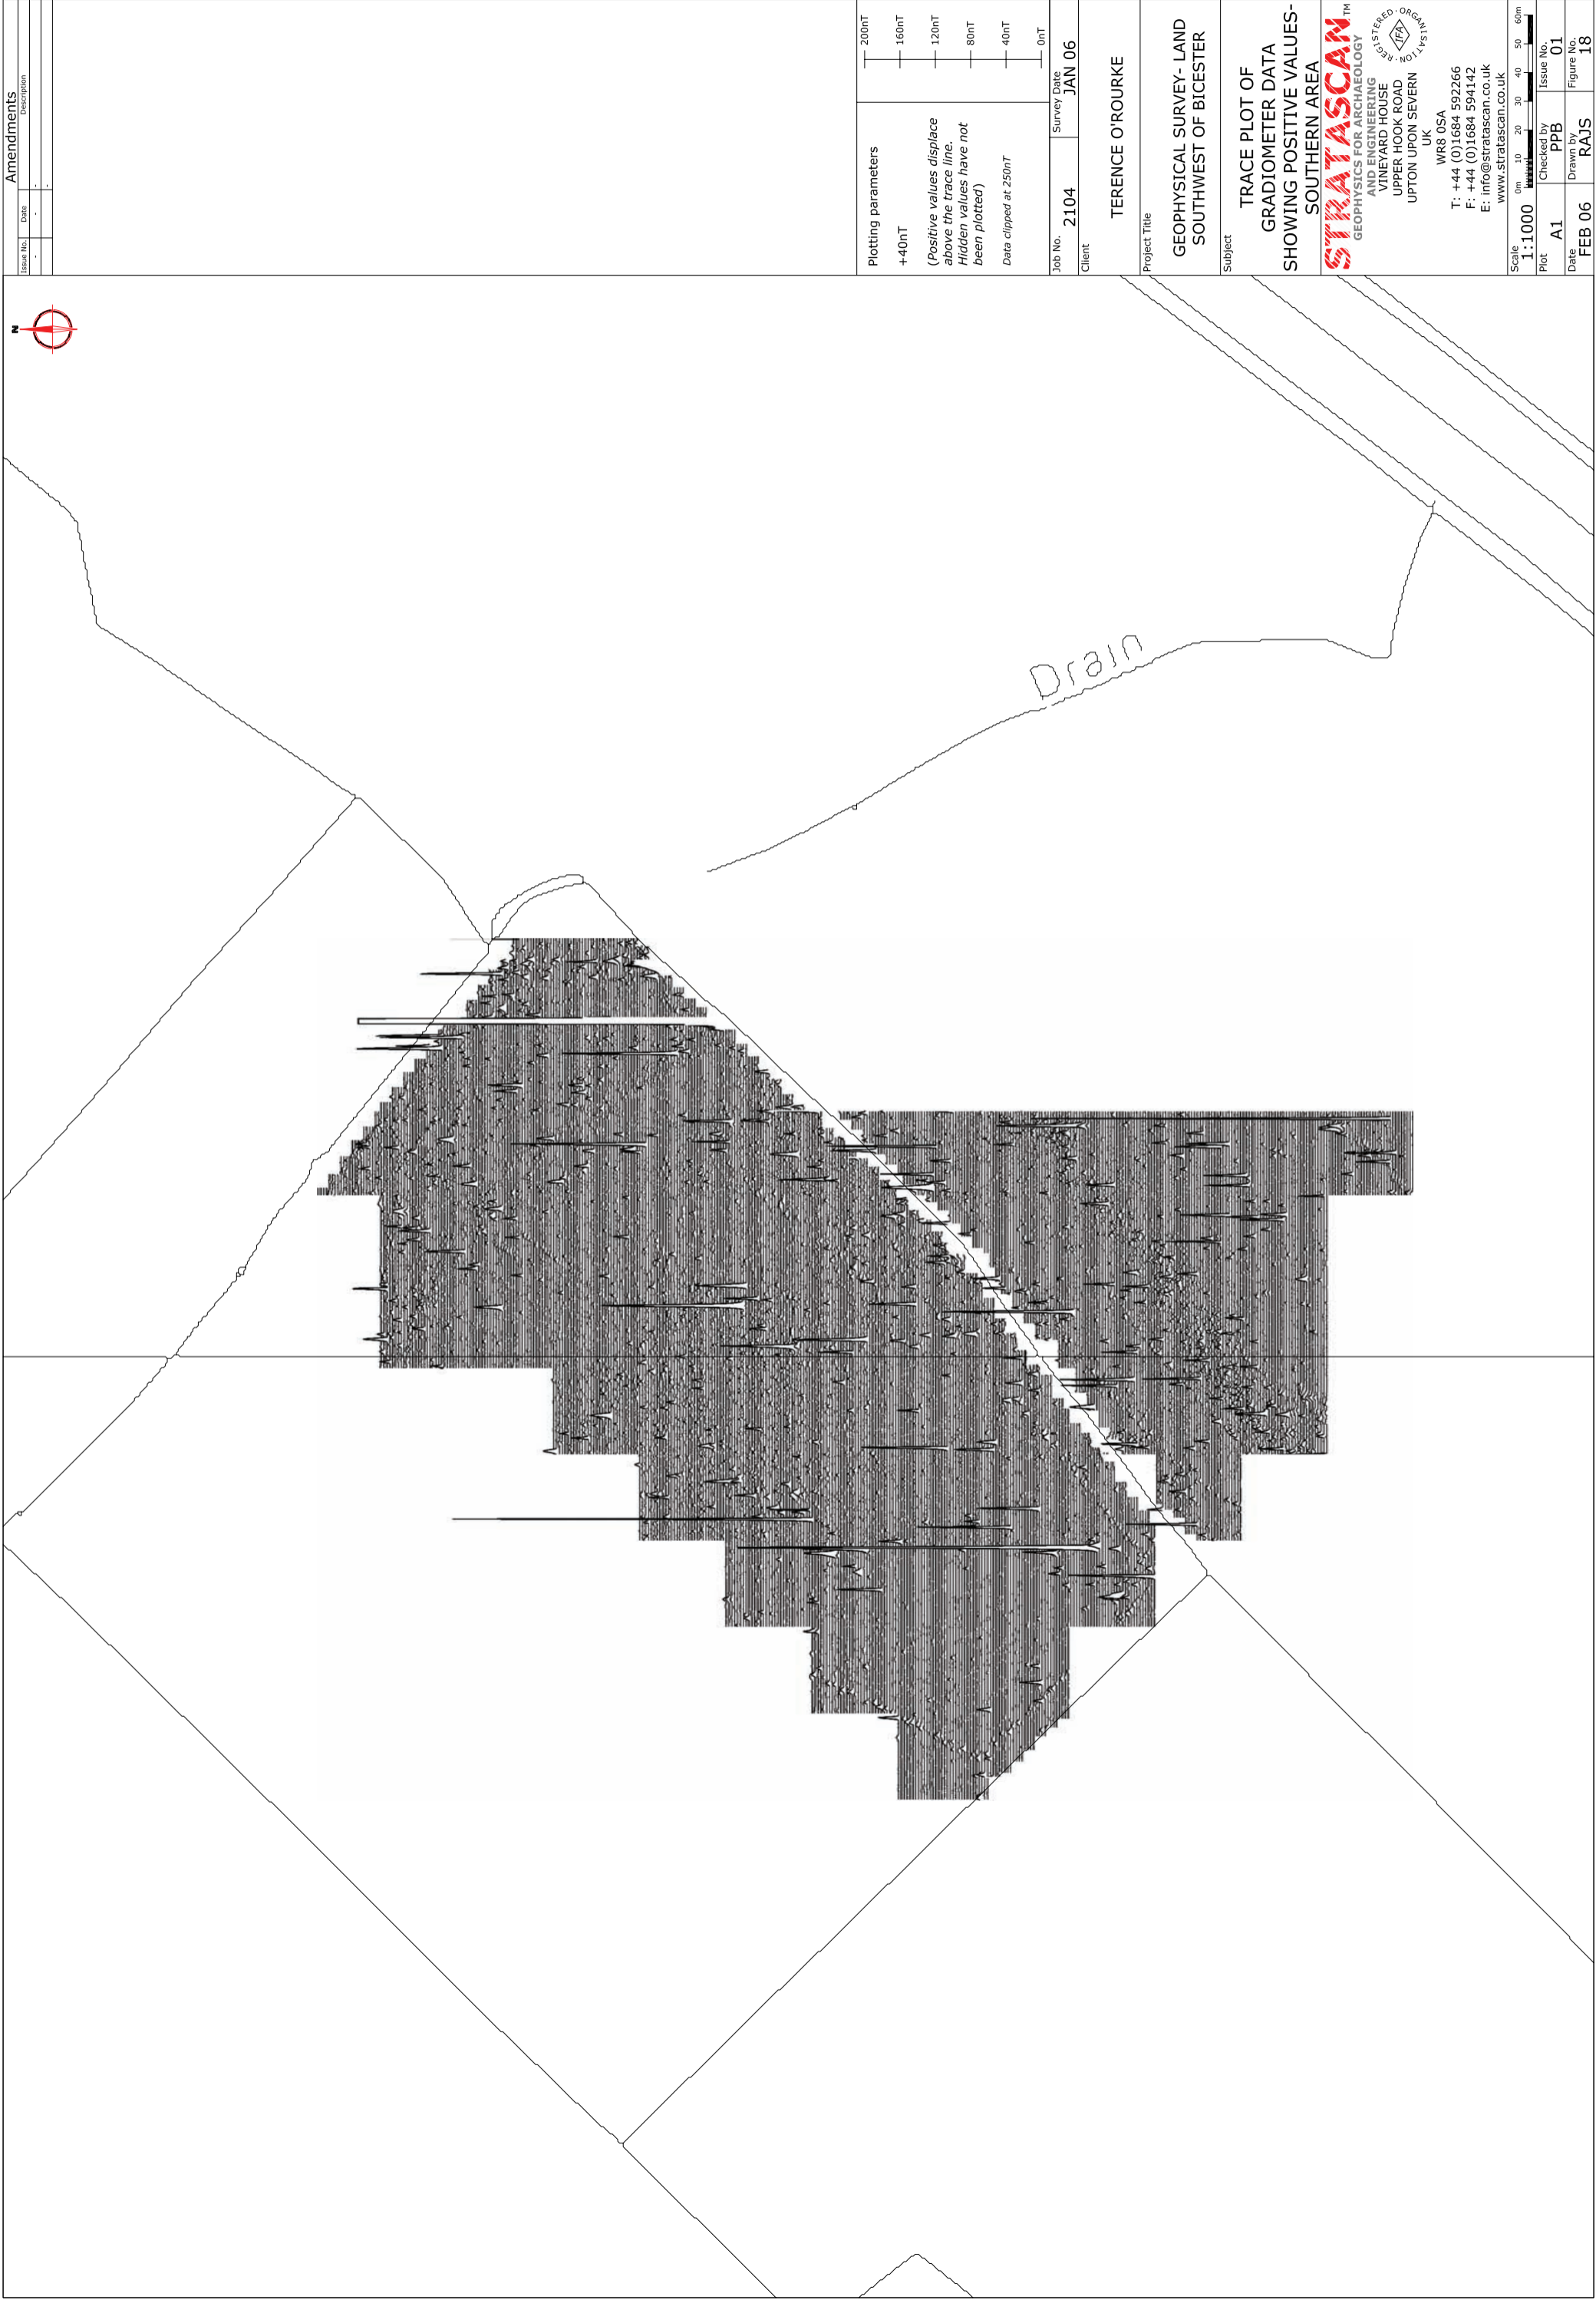 Amendments
Issue No. Date Description
- - -
-
N
Drain
Plotting parameters
+40nT
(Positive values displace
above the trace line.
Hidden values have not
been plotted)
Data clipped at 250nT
200nT
160nT
120nT
80nT
40nT
0nT
Job No. 2104
Survey Date JAN 06
Client
TERENCE O'ROURKE
Project Title
GEOPHYSICAL SURVEY- LAND
SOUTHWEST OF BICESTER
Subject
TRACE PLOT OF
GRADIOMETER DATA
SHOWING POSITIVE VALUES-
SOUTHERN AREA
STRATASCAN TM
GEOPHYSICS FOR ARCHAEOLOGY
AND ENGINEERING
REGISTERED·ORGANISATION·
IFA
VINEYARD HOUSE
UPPER HOOK ROAD
UPTON UPON SEVERN
UK
WR8 0SA
T: +44 (0)1684 592266
F: +44 (0)1684 594142
E: info@stratascan.co.uk
www.stratascan.co.uk
Scale 1:1000
0m 10 20 30 40 50 60m
Plot A1
Checked by PPB
Issue No. 01
Date FEB 06
Drawn by RAJS
Figure No. 18